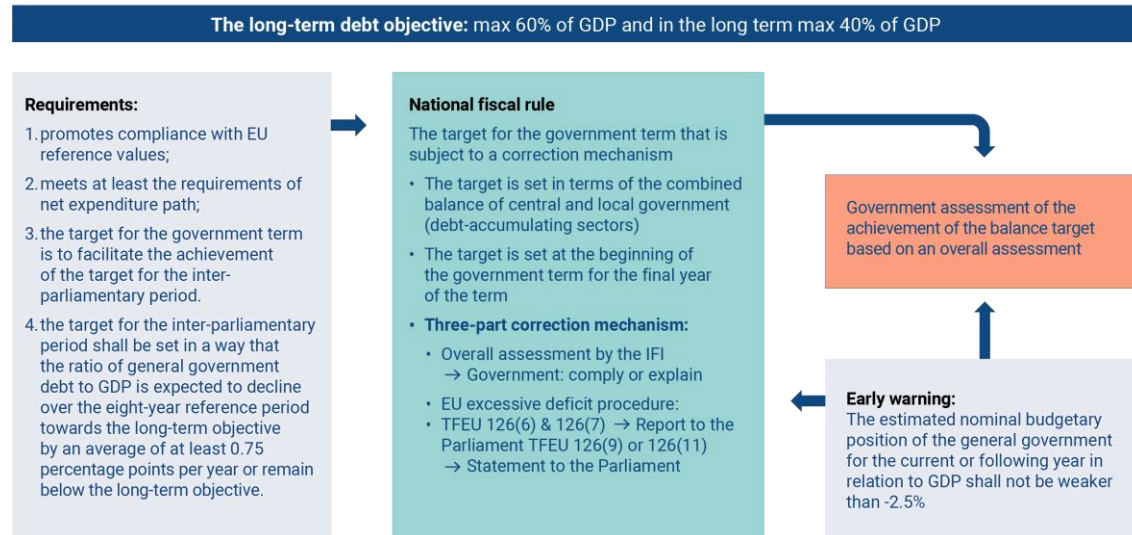 The long-term debt objective: max 60% of GDP and in the long term max 40% of GDP
Requirements:
1. promotes compliance with EU
reference values;
2. meets at least the requirements of
net expenditure path;
3. the target for the government term
is to facilitate the achievement
of the target for the inter-
parliamentary period.
4. the target for the inter-parliamentary
period shall be set in a way that
the ratio of general government
debt to GDP is expected to decline
over the eight-year reference period
towards the long-term objective
by an average of at least 0.75
percentage points per year or remain
below the long-term objective.
National fiscal rule
The target for the government term that is
subject to a correction mechanism
• The target is set in terms of the combined
balance of central and local government
(debt-accumulating sectors)
• The target is set at the beginning of
the government term for the final year
of the term
• Three-part correction mechanism:
• Overall assessment by the IFI
→ Government: comply or explain
• EU excessive deficit procedure:
• TFEU 126(6) & 126(7) → Report to the
Parliament TFEU 126(9) or 126(11)
→ Statement to the Parliament
Government assessment of the
achievement of the balance target
based on an overall assessment
Early warning:
The estimated nominal budgetary
position of the general government
for the current or following year in
relation to GDP shall not be weaker
than -2.5%